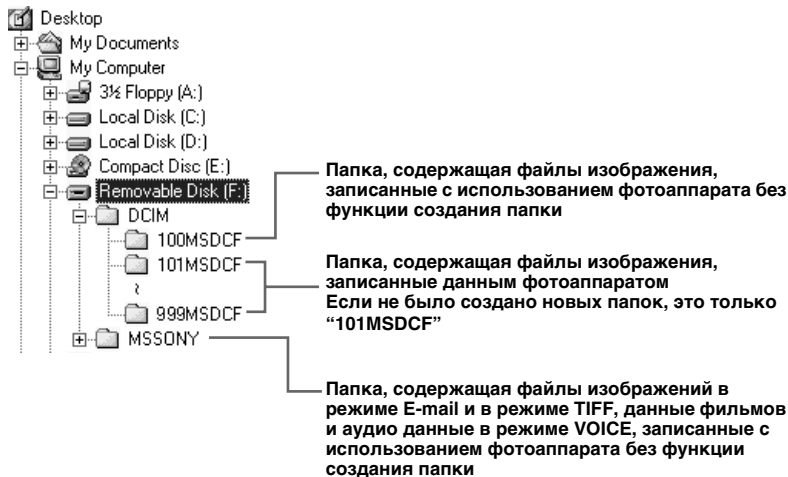 Desktop
My Documents
My Computer
3½ Floppy (A:)
Local Disk (C:)
Local Disk (D:)
Compact Disc (E:)
Removable Disk (F:)
DCIM
100MSDCF
101MSDCF
~
999MSDCF
MSSONY
Папка, содержащая файлы изображения,
записанные с использованием фотоаппарата без
функции создания папки
Папка, содержащая файлы изображения,
записанные данным фотоаппаратом
Если не было создано новых папок, это только
“101MSDCF”
Папка, содержащая файлы изображений в
режиме E-mail и в режиме TIFF, данные фильмов
и аудио данные в режиме VOICE, записанные с
использованием фотоаппарата без функции
создания папки